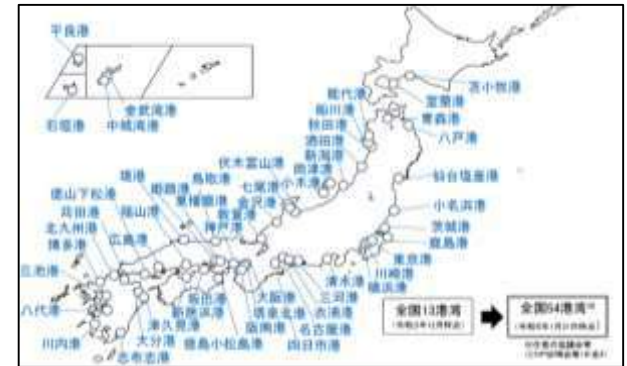 平良港
石垣港
金武湾港
中城湾港
苫小牧港
室蘭港
青森港
八戸港
能代港
船川港
秋田港
酒田港
新潟港
直江津港
小木港
伏木富山港
七尾港
金沢港
敦賀港
鳥取港
境港
姫路港
東播磨港
神戸港
徳山下松港
福山港
苅田港
北九州港
広島港
博多港
三池港
八代港
川内港
志布志港
大分港
津久見港
新居浜港
坂出港
徳島小松島港
阪南港
堺泉北港
大阪港
四日市港
名古屋港
衣浦港
三河港
清水港
横浜港
川崎港
東京港
鹿島港
茨城港
小名浜港
仙台塩釜港
全国13港湾
全国54港湾